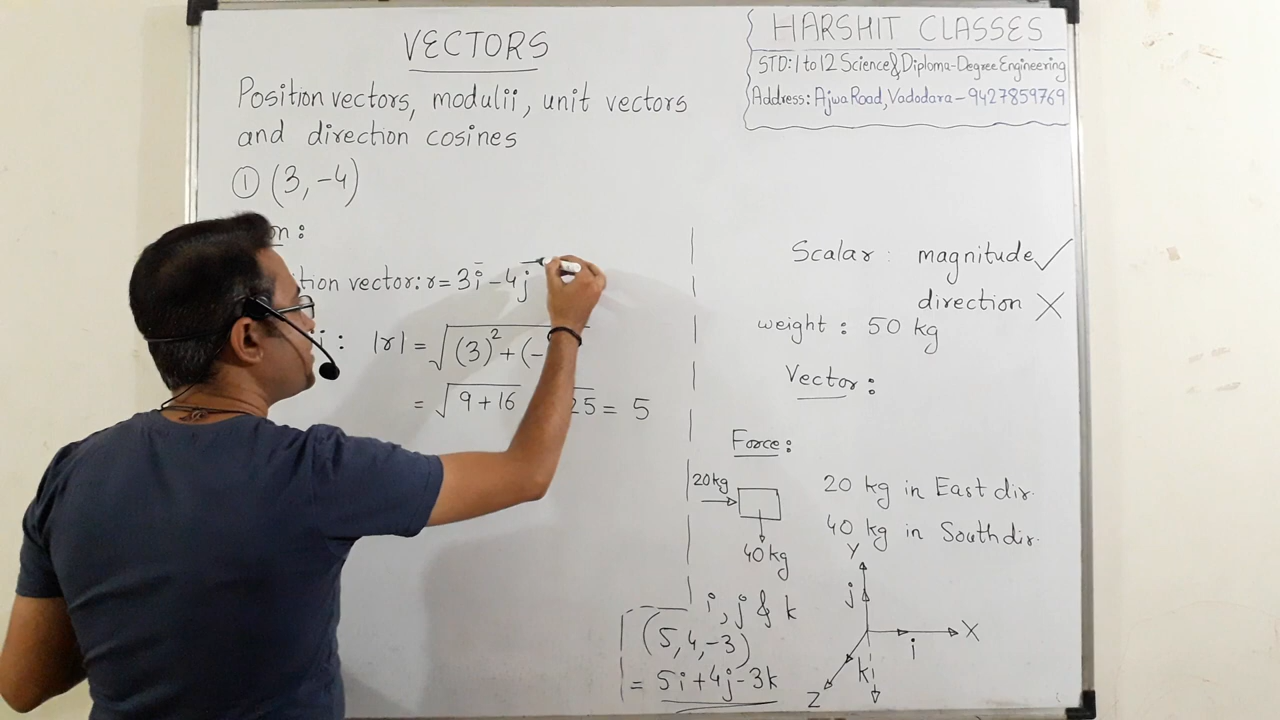 VECTORS
Position vectors, modulii, unit vectors
and direction cosines
① (3, -4)
on :
tion vector: r = 3i̅ - 4j
: |r| = √(3)² + (-
= √9+16 25 = 5
HARSHIT CLASSES
STD: 1 to 12 Science & Diploma-Degree Engineering
Address: Ajwa Road, Vadodara - 9427859769
Scalar : magnitude ✓
direction X
weight : 50 kg
Vector :
Force :
20 kg
40 kg
20 kg in East dir.
40 kg in South dir.
i, j & k
(5, 4, -3)
= 5i + 4j - 3k
Y
j
X
i
k
Z